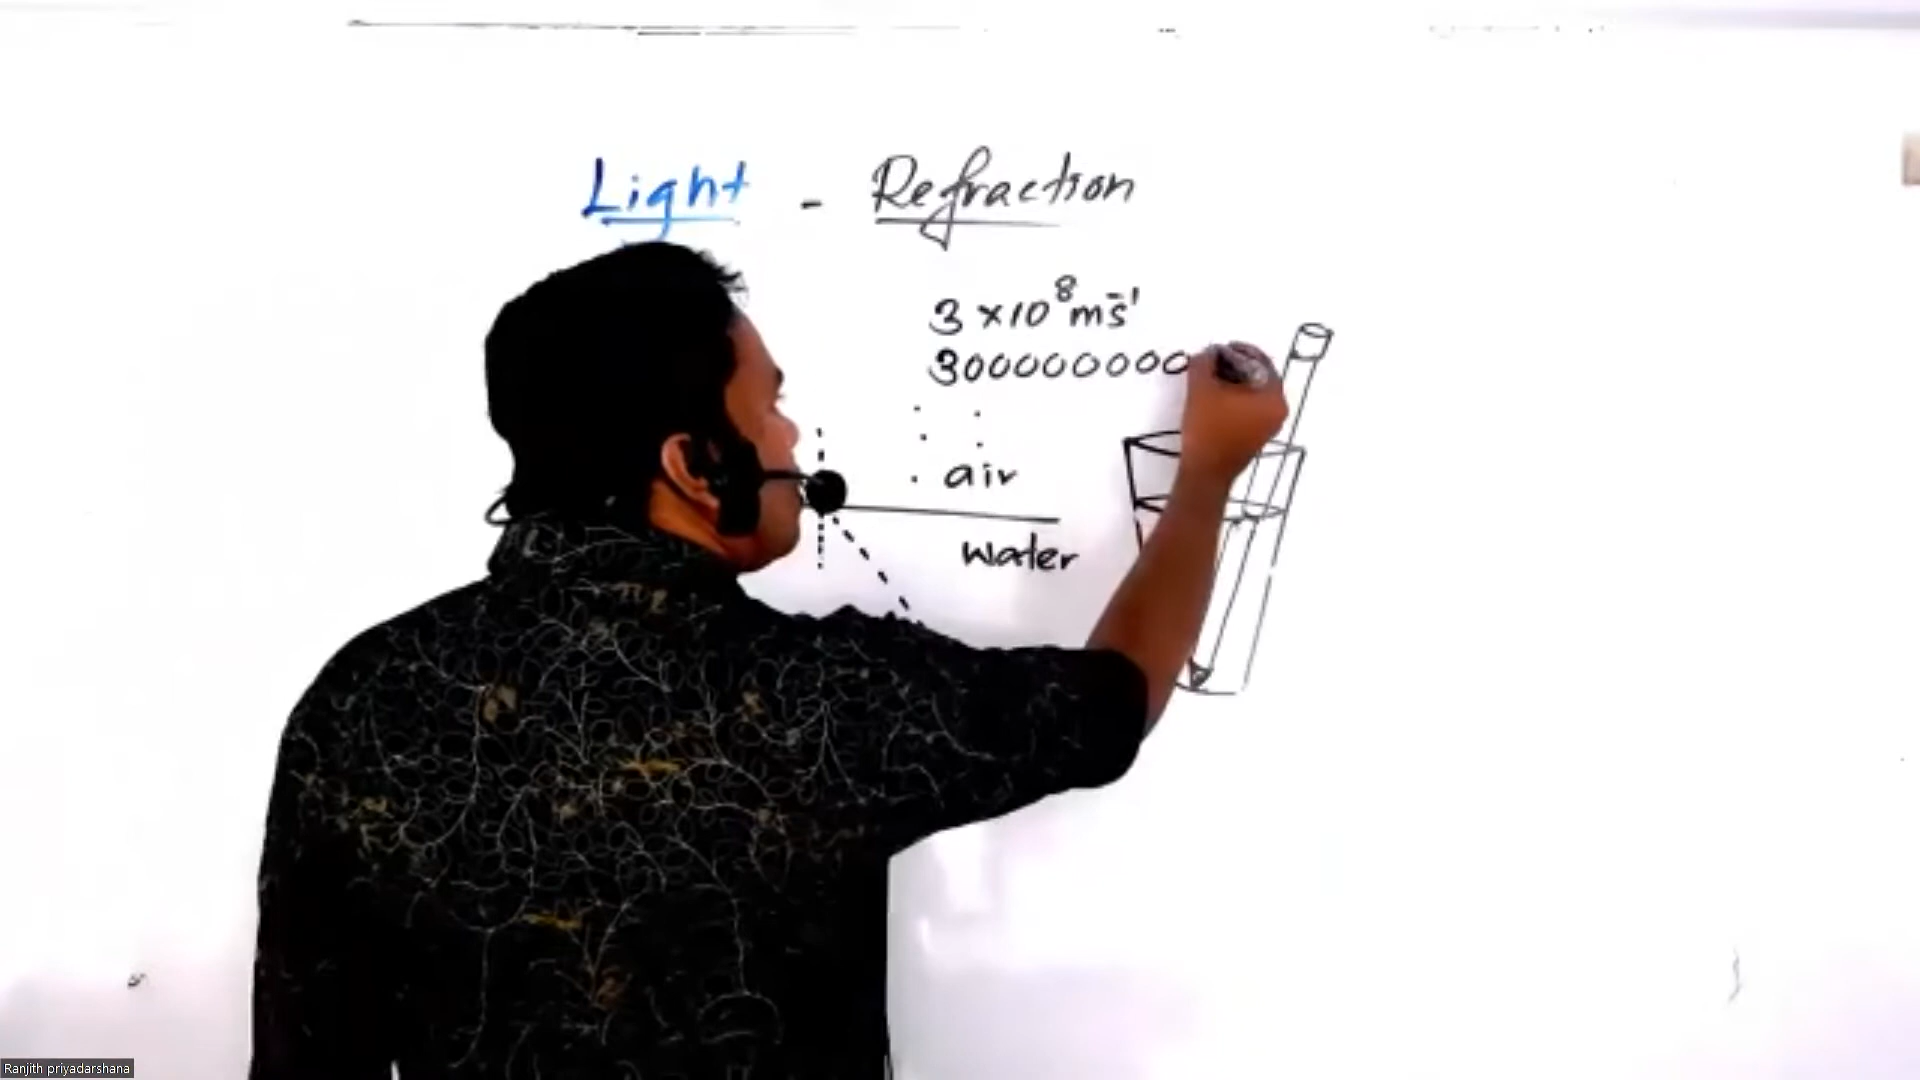 Light - Refraction
3 x 10⁸ ms⁻¹
300000000
air
water
Ranjith priyadarshana